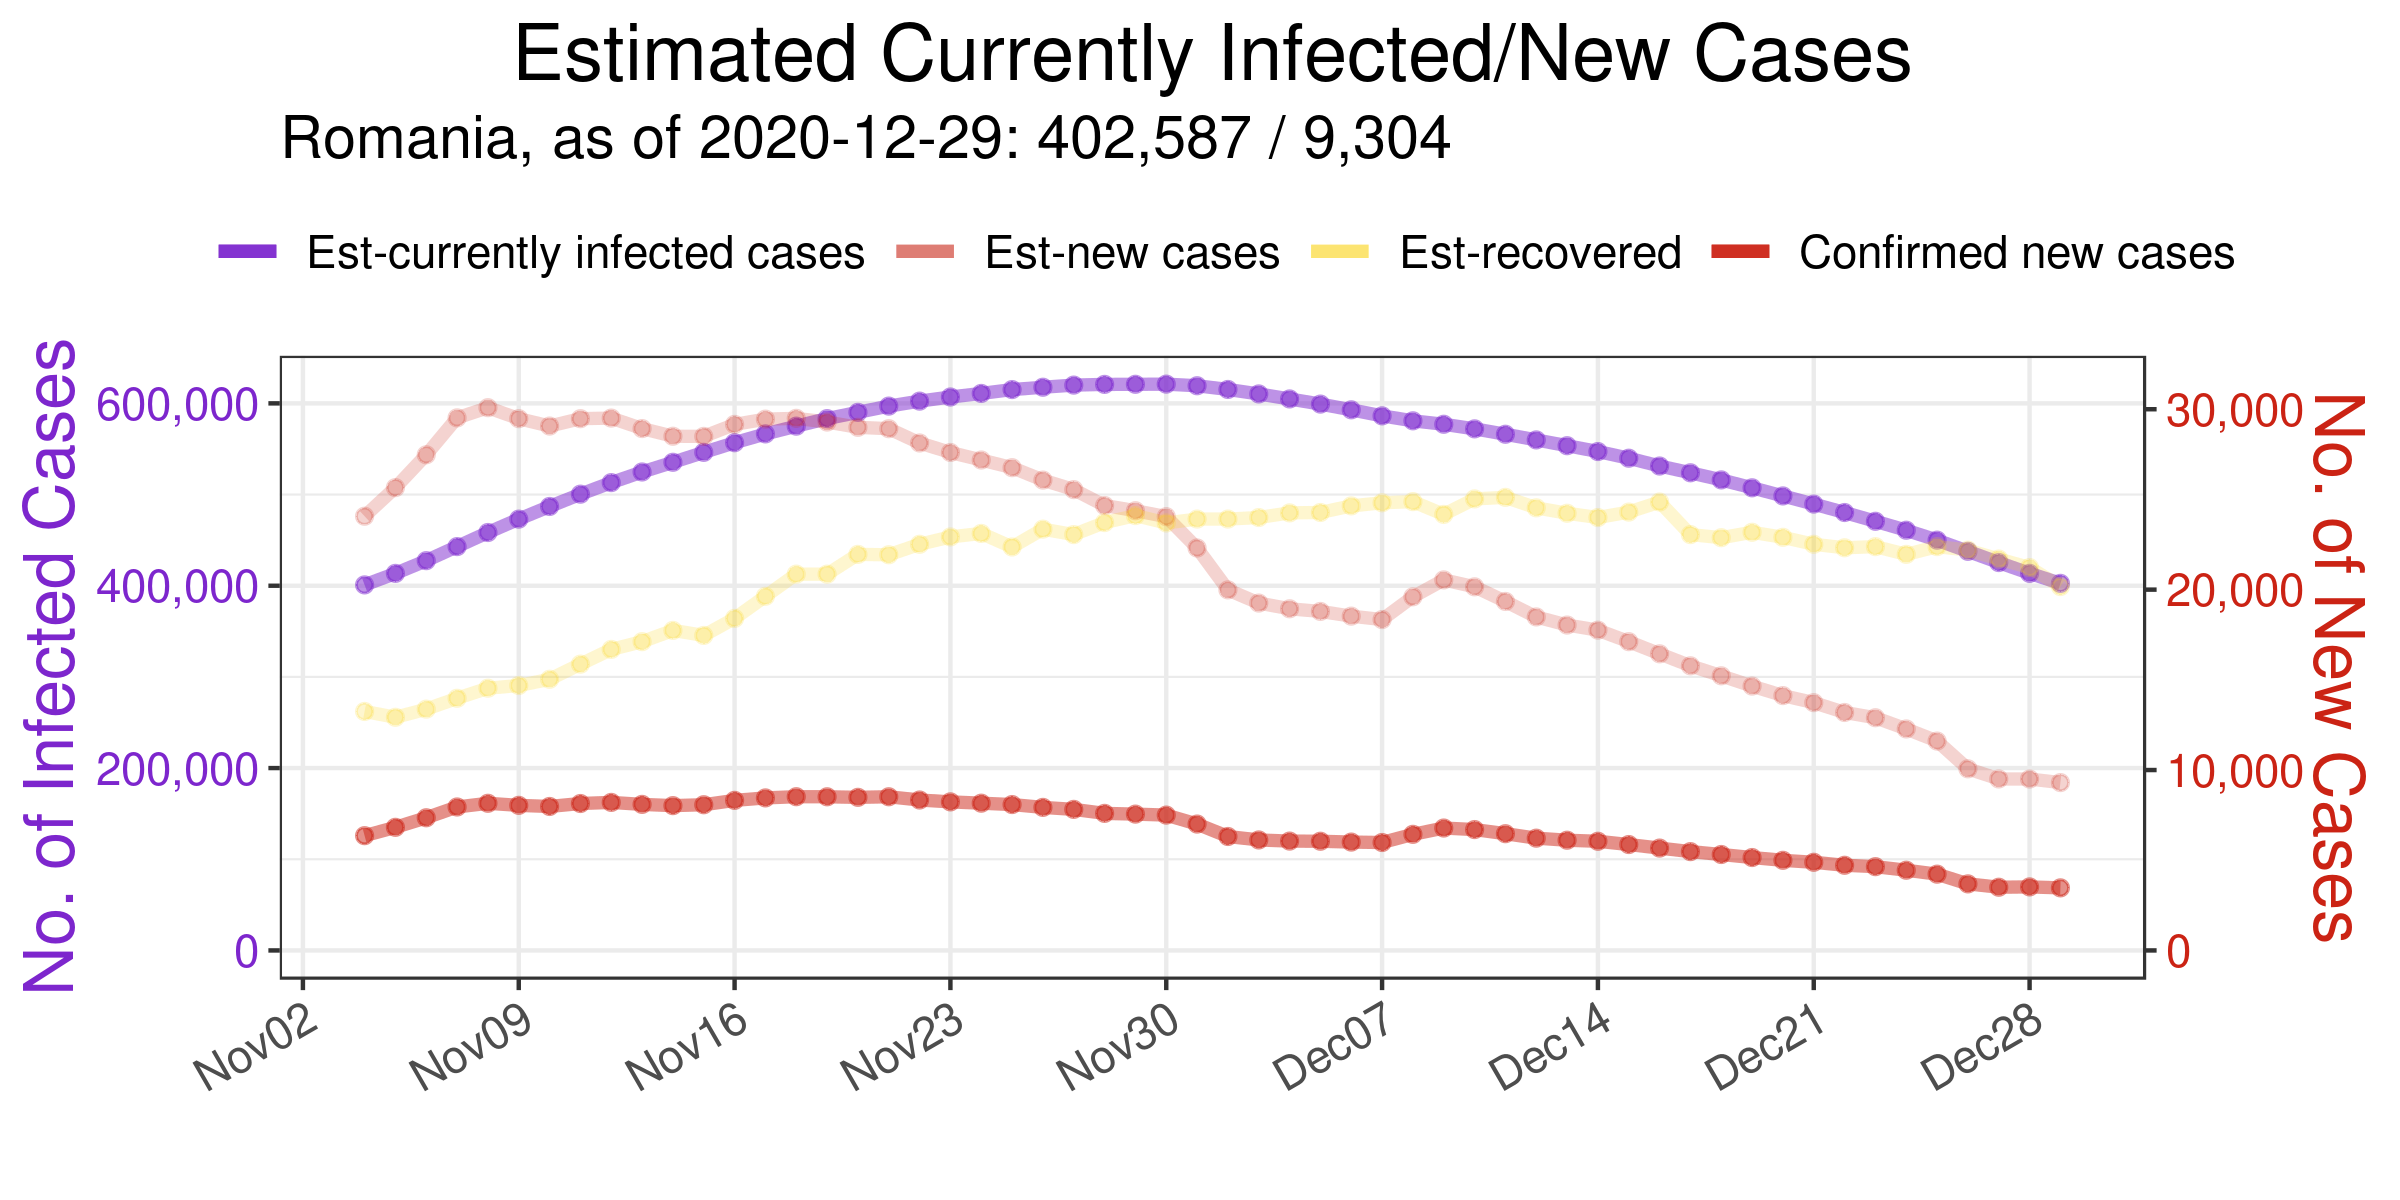 Estimated Currently Infected/New Cases
Romania, as of 2020-12-29: 402,587 / 9,304
Est-currently infected cases Est-new cases Est-recovered Confirmed new cases
No. of Infected Cases
600,000
400,000
200,000
0
30,000
20,000
10,000
0
No. of New Cases
Nov02 Nov09 Nov16 Nov23 Nov30 Dec07 Dec14 Dec21 Dec28